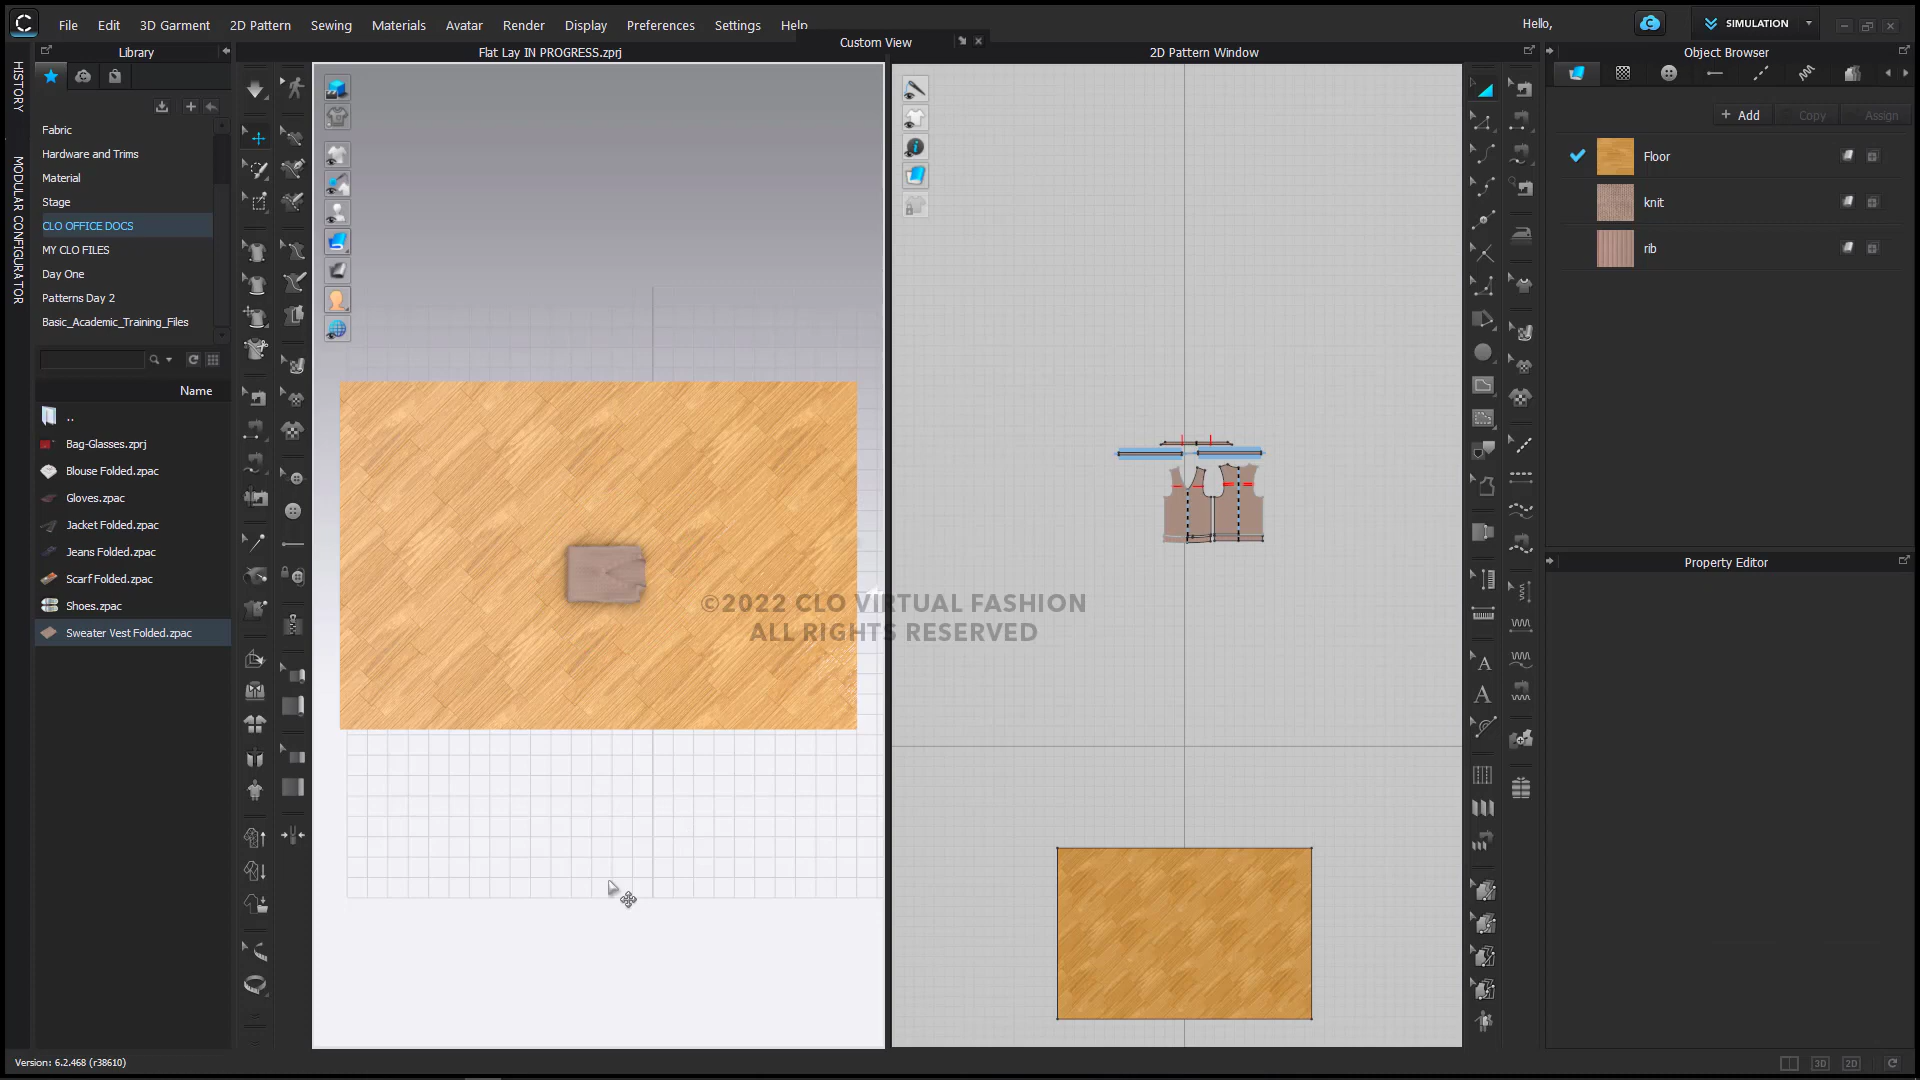 File Edit 3D Garment 2D Pattern Sewing Materials Avatar Render Display Preferences Settings Help
Hello,
SIMULATION
Library
Flat Lay IN PROGRESS.zprj
Custom View
2D Pattern Window
Object Browser
HISTORY
MODULAR CONFIGURATOR
Fabric
Hardware and Trims
Material
Stage
CLO OFFICE DOCS
MY CLO FILES
Day One
Patterns Day 2
Basic_Academic_Training_Files
Name
..
Bag-Glasses.zprj
Blouse Folded.zpac
Gloves.zpac
Jacket Folded.zpac
Jeans Folded.zpac
Scarf Folded.zpac
Shoes.zpac
Sweater Vest Folded.zpac
©2022 CLO VIRTUAL FASHION
ALL RIGHTS RESERVED
+ Add Copy Assign
Floor
knit
rib
Property Editor
A
A
Version: 6.2.468 (r38610)
3D
2D